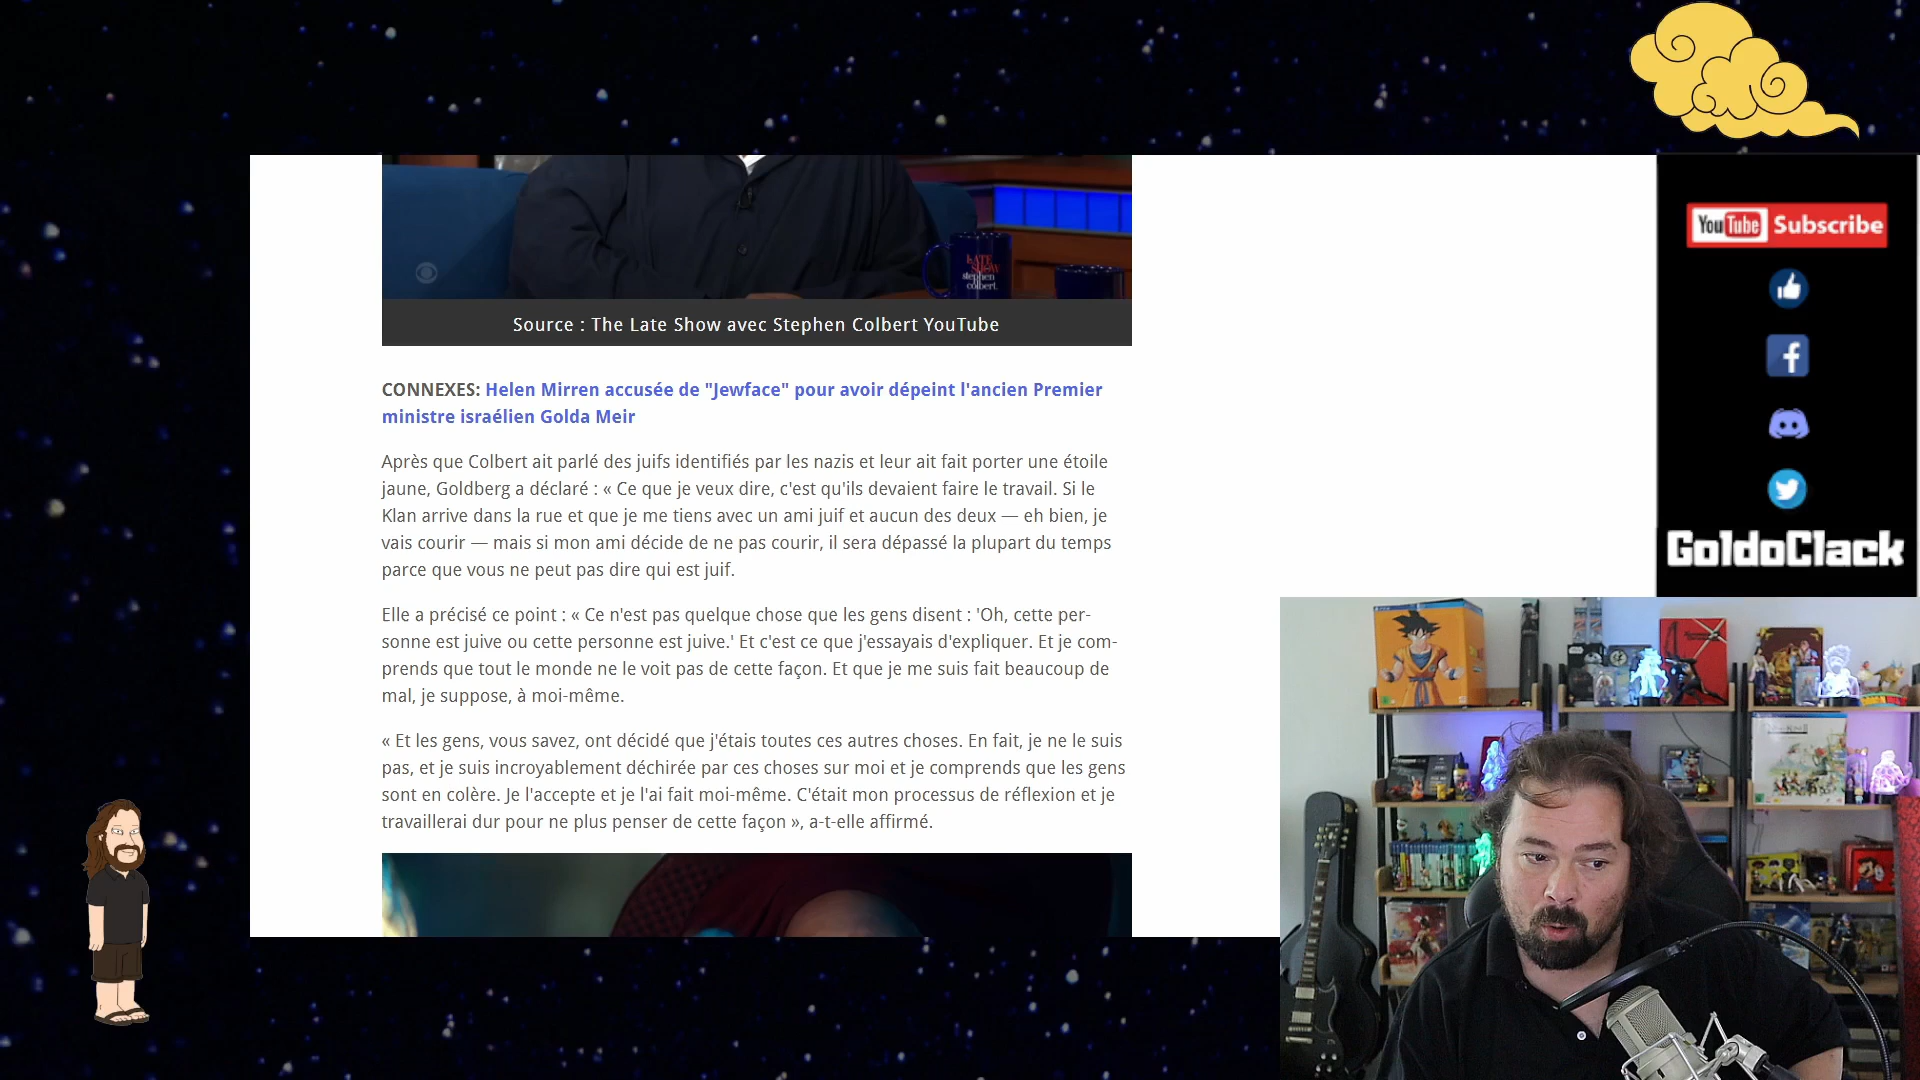 LATE
SHOW
stephen
colbert.
Source : The Late Show avec Stephen Colbert YouTube
CONNEXES: Helen Mirren accusée de "Jewface" pour avoir dépeint l'ancien Premier
ministre israélien Golda Meir
Après que Colbert ait parlé des juifs identifiés par les nazis et leur ait fait porter une étoile
jaune, Goldberg a déclaré : « Ce que je veux dire, c'est qu'ils devaient faire le travail. Si le
Klan arrive dans la rue et que je me tiens avec un ami juif et aucun des deux — eh bien, je
vais courir — mais si mon ami décide de ne pas courir, il sera dépassé la plupart du temps
parce que vous ne peut pas dire qui est juif.
Elle a précisé ce point : « Ce n'est pas quelque chose que les gens disent : 'Oh, cette per-
sonne est juive ou cette personne est juive.' Et c'est ce que j'essayais d'expliquer. Et je com-
prends que tout le monde ne le voit pas de cette façon. Et que je me suis fait beaucoup de
mal, je suppose, à moi-même.
« Et les gens, vous savez, ont décidé que j'étais toutes ces autres choses. En fait, je ne le suis
pas, et je suis incroyablement déchirée par ces choses sur moi et je comprends que les gens
sont en colère. Je l'accepte et je l'ai fait moi-même. C'était mon processus de réflexion et je
travaillerai dur pour ne plus penser de cette façon », a-t-elle affirmé.
YouTube Subscribe
GoldoClack